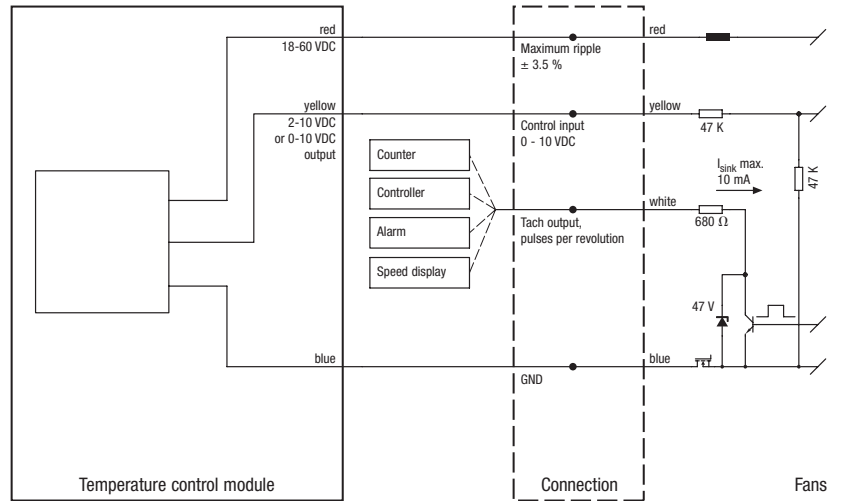 red
18-60 VDC
Maximum ripple
± 3.5 %
red
yellow
2-10 VDC
or 0-10 VDC
output
Control input
0 - 10 VDC
yellow
47 K
47 K
Counter
Controller
Alarm
Speed display
Tach output,
pulses per revolution
white
680 Ω
Isink max.
10 mA
47 V
blue
GND
blue
Temperature control module
Connection
Fans